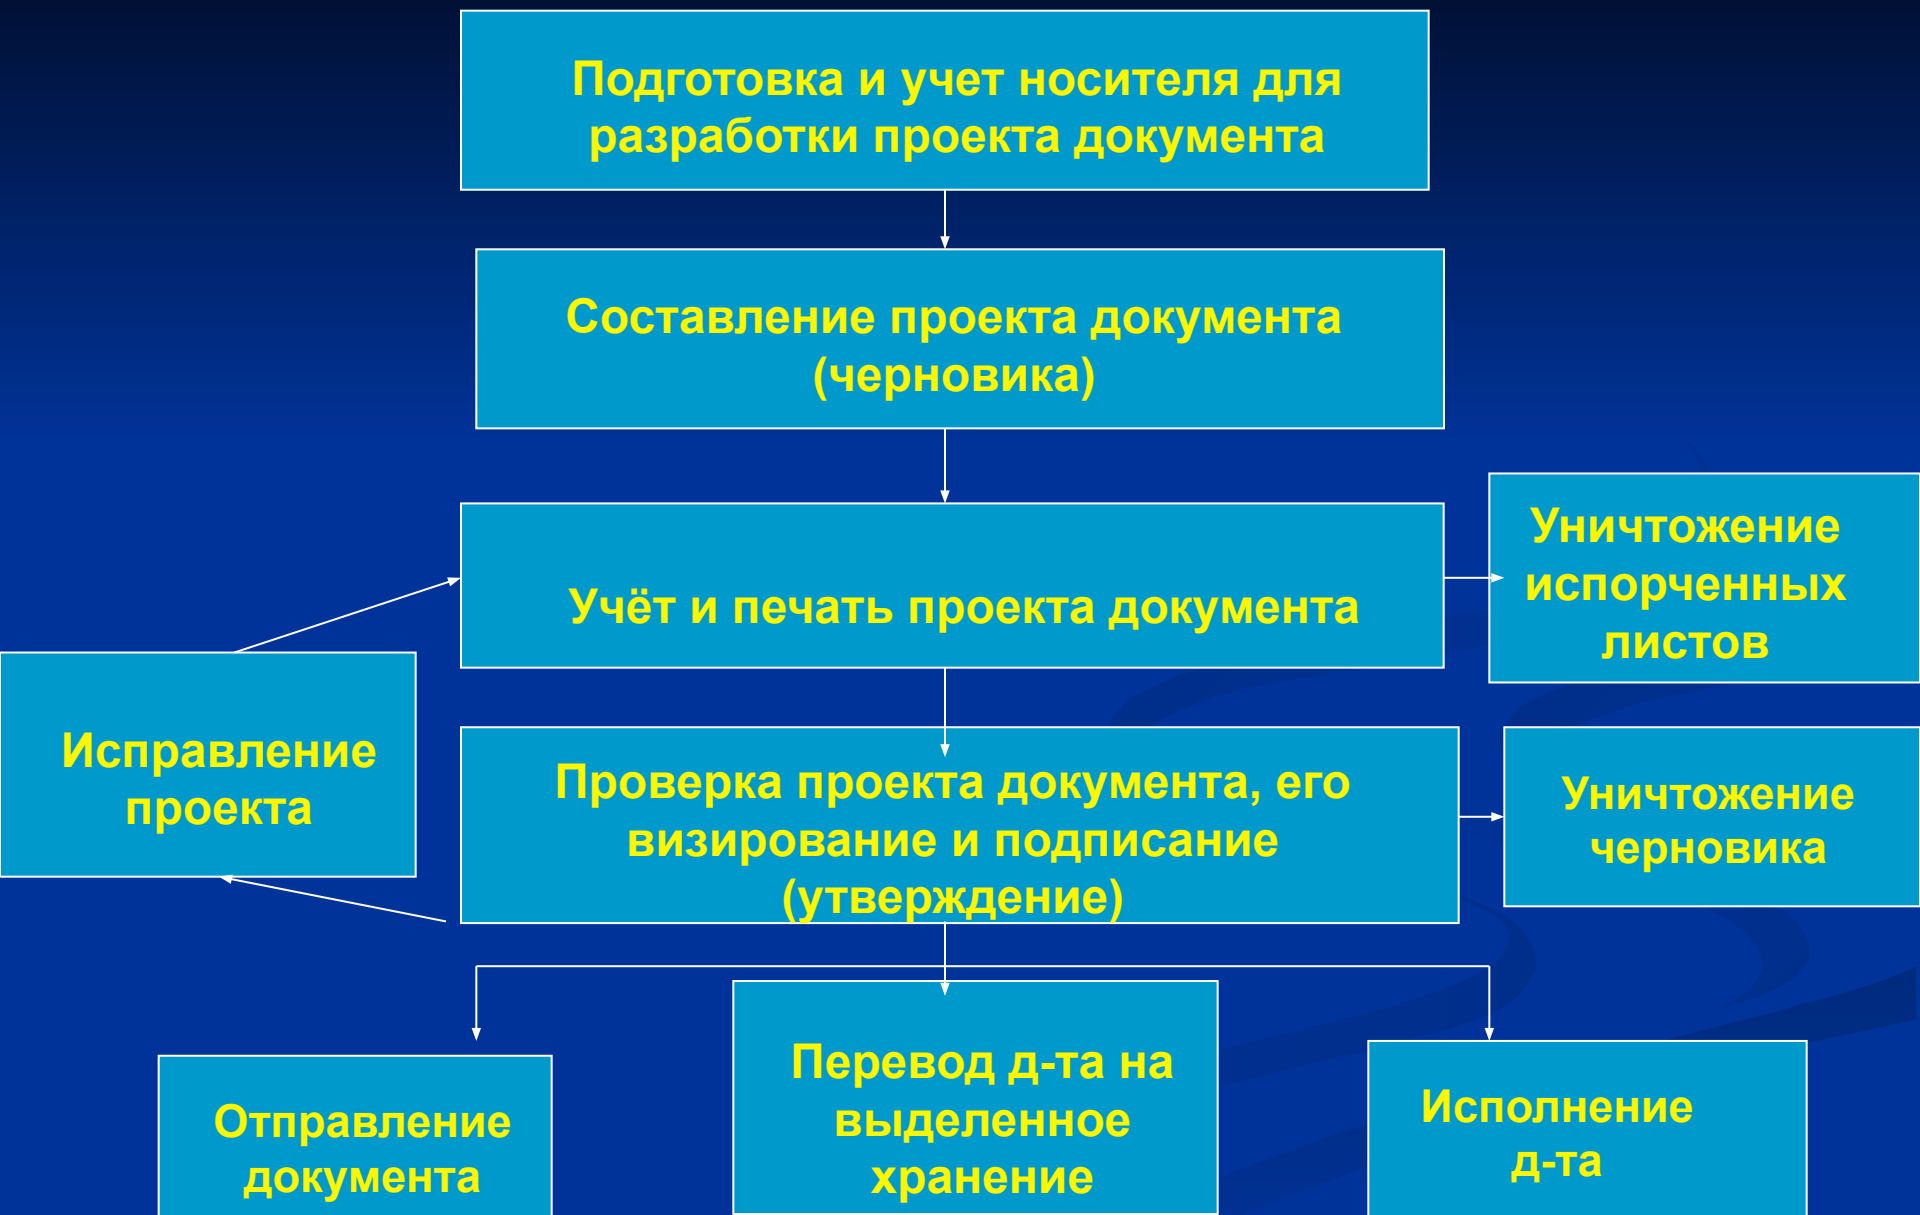 Подготовка и учет носителя для
разработки проекта документа
Составление проекта документа
(черновика)
Учёт и печать проекта документа
Уничтожение
испорченных
листов
Исправление
проекта
Проверка проекта документа, его
визирование и подписание
(утверждение)
Уничтожение
черновика
Отправление
документа
Перевод д-та на
выделенное
хранение
Исполнение
д-та